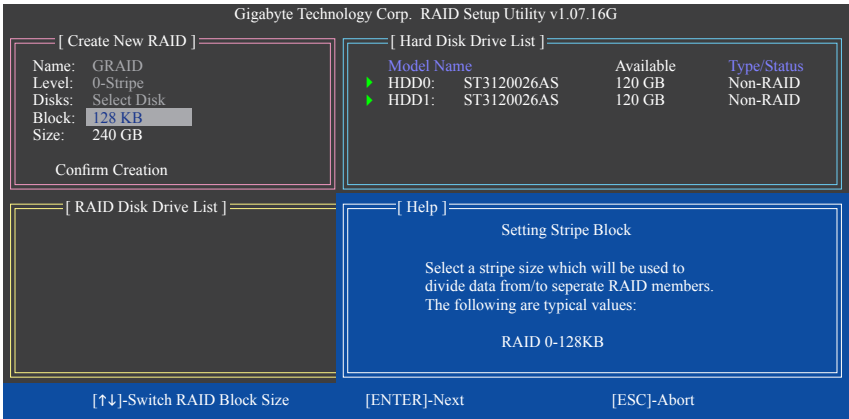 Gigabyte Technology Corp. RAID Setup Utility v1.07.16G
[ Create New RAID ]
Name: GRAID
Level: 0-Stripe
Disks: Select Disk
Block: 128 KB
Size: 240 GB
Confirm Creation
[ Hard Disk Drive List ]
Model Name Available Type/Status
HDD0: ST3120026AS 120 GB Non-RAID
HDD1: ST3120026AS 120 GB Non-RAID
[ RAID Disk Drive List ]
[ Help ]
Setting Stripe Block
Select a stripe size which will be used to
divide data from/to seperate RAID members.
The following are typical values:
RAID 0-128KB
[↑↓]-Switch RAID Block Size [ENTER]-Next [ESC]-Abort